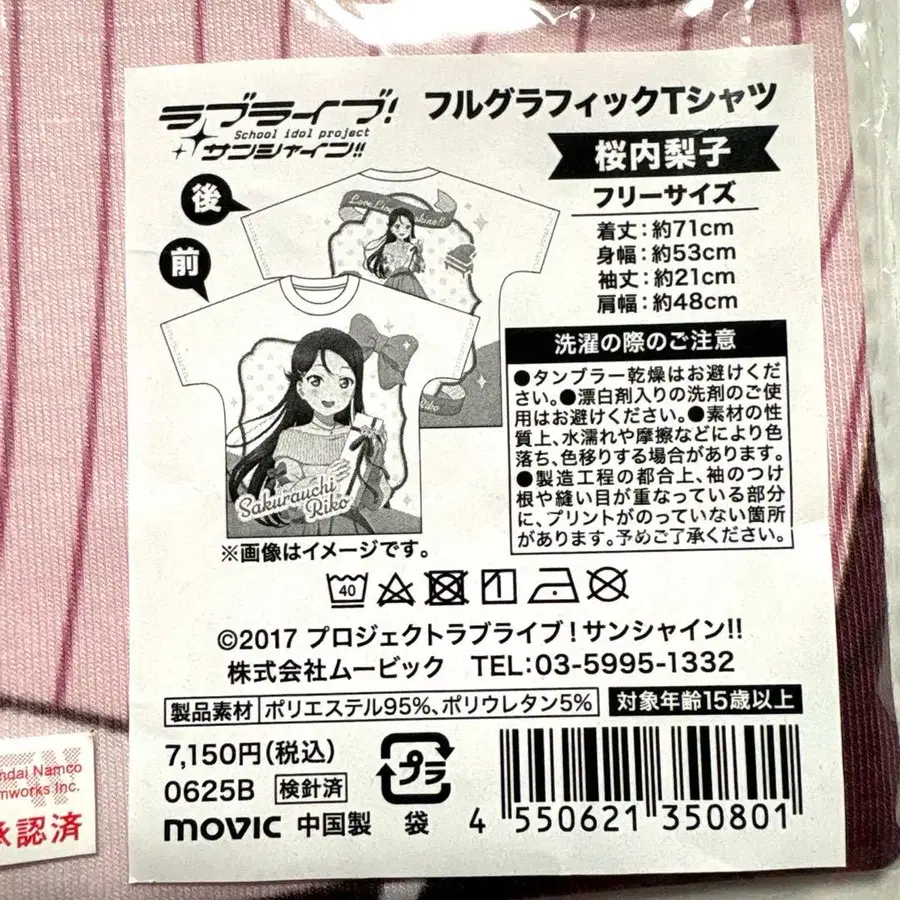 ラブライブ!
School idol project
サンシャイン!!
フルグラフィックTシャツ
桜内梨子
フリーサイズ
着丈：約71cm
身幅：約53cm
袖丈：約21cm
肩幅：約48cm
後
前
Sakurauchi
Riko
※画像はイメージです。
洗濯の際のご注意
●タンブラー乾燥はお避けくだ
さい。●漂白剤入りの洗剤のご使
用はお避けください。●素材の性
質上、水濡れや摩擦などにより色
落ち、色移りする場合があります。
●製造工程の都合上、袖のつけ
根や縫い目が重なっている部分
に、プリントがのっていない箇所
があります。予めご了承ください。
40
©2017 プロジェクトラブライブ！サンシャイン!!
株式会社ムービック TEL:03-5995-1332
製品素材 ポリエステル95%、ポリウレタン5%
対象年齢15歳以上
7,150円(税込)
0625B 検針済
movic 中国製
プラ
袋
4 550621 350801
ndai Namco
mworks Inc.
承認済